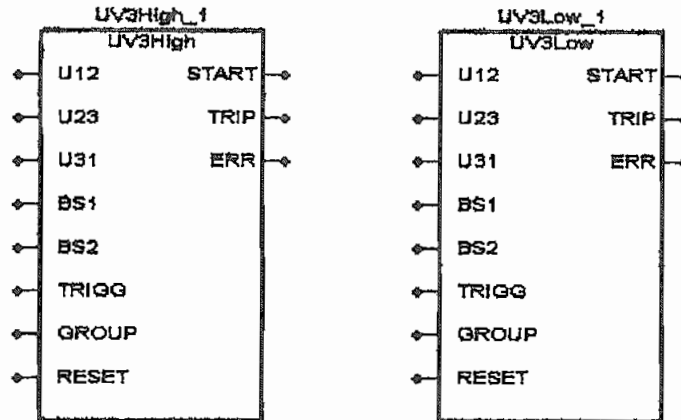 UV3High_1
UV3High
U12 START
U23 TRIP
U31 ERR
BS1
BS2
TRIGG
GROUP
RESET
UV3Low_1
UV3Low
U12 START
U23 TRIP
U31 ERR
BS1
BS2
TRIGG
GROUP
RESET